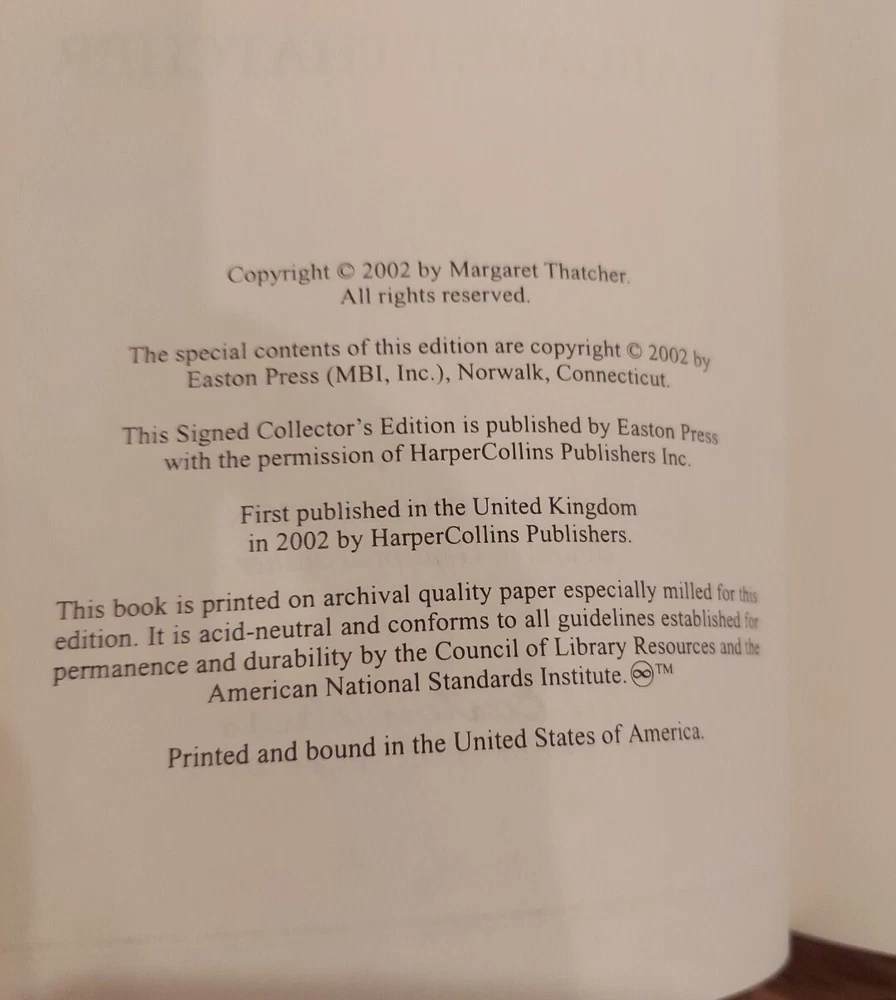 Copyright © 2002 by Margaret Thatcher.
All rights reserved.
The special contents of this edition are copyright © 2002 by
Easton Press (MBI, Inc.), Norwalk, Connecticut.
This Signed Collector's Edition is published by Easton Press
with the permission of HarperCollins Publishers Inc.
First published in the United Kingdom
in 2002 by HarperCollins Publishers.
This book is printed on archival quality paper especially milled for this
edition. It is acid-neutral and conforms to all guidelines established for
permanence and durability by the Council of Library Resources and the
American National Standards Institute. ♾™
Printed and bound in the United States of America.